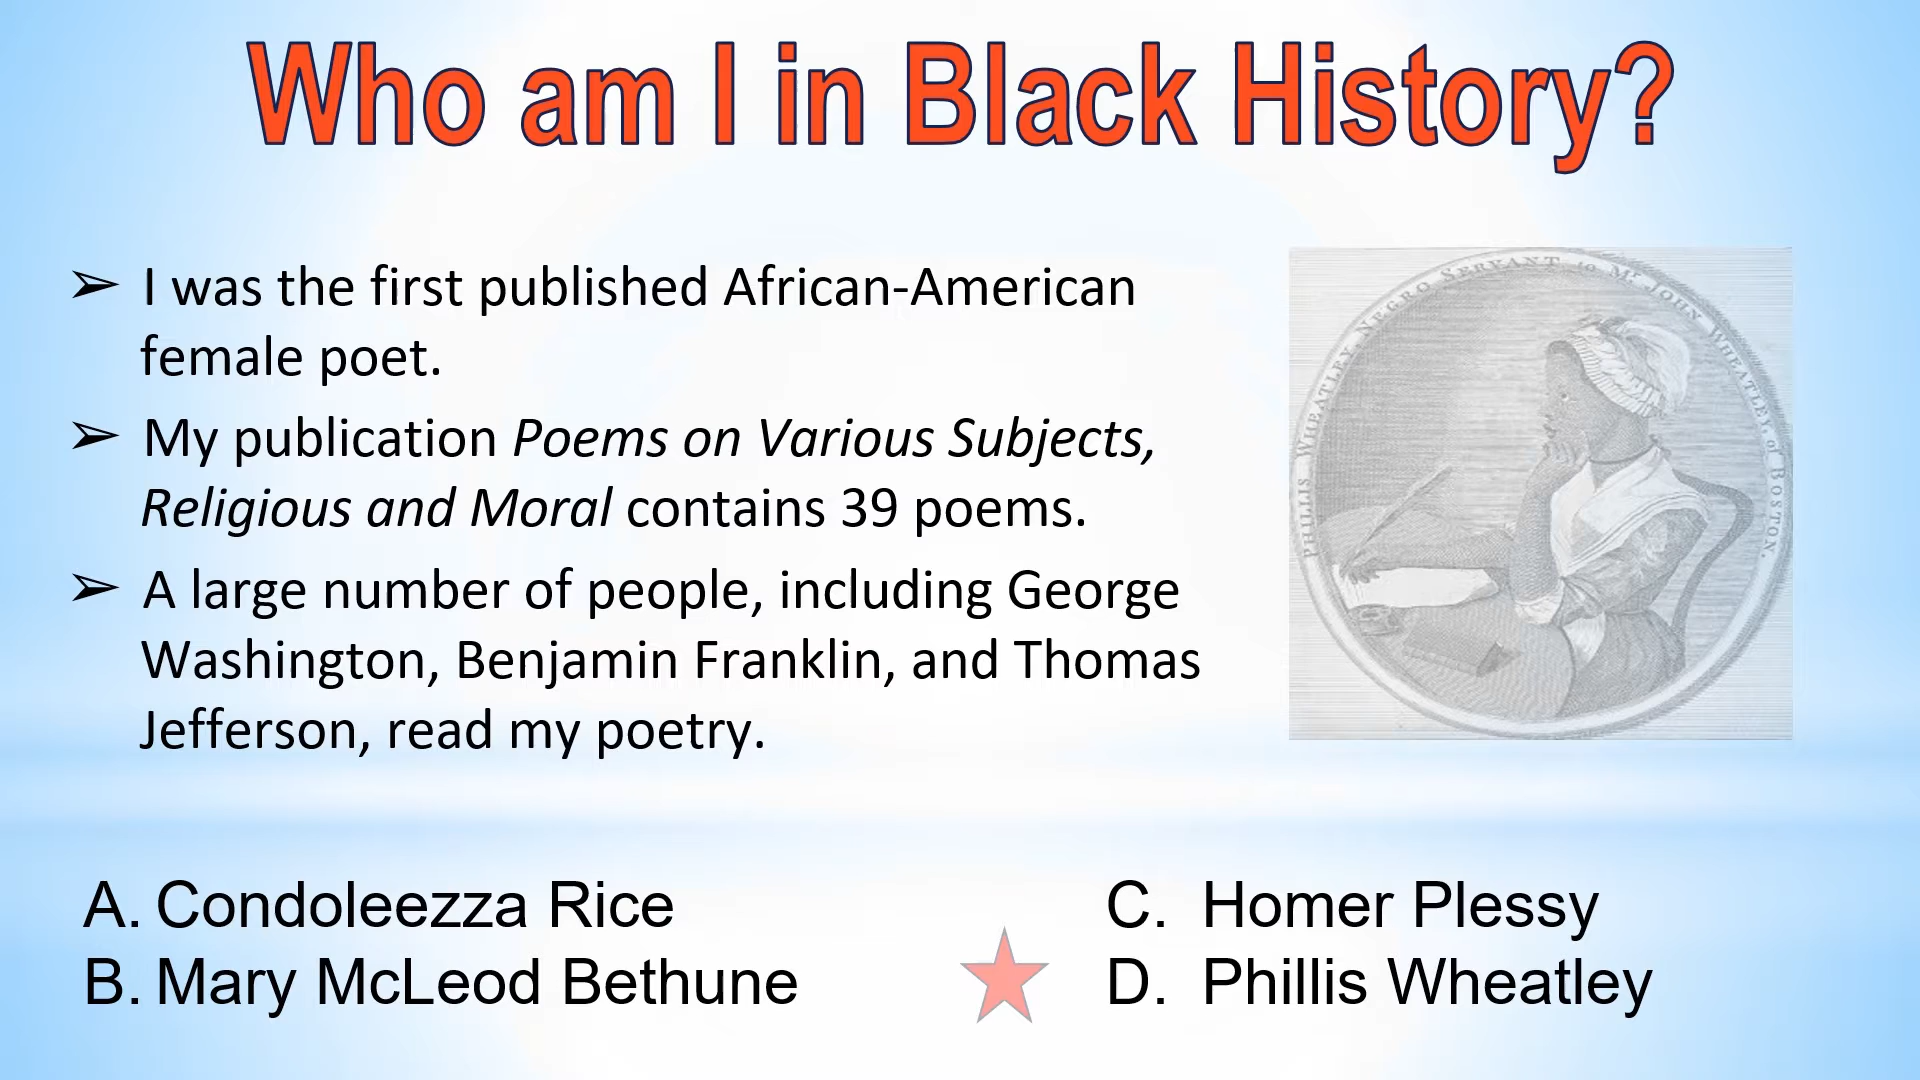 Who am I in Black History?
➢ I was the first published African-American
female poet.
➢ My publication Poems on Various Subjects,
Religious and Moral contains 39 poems.
➢ A large number of people, including George
Washington, Benjamin Franklin, and Thomas
Jefferson, read my poetry.
PHILLIS WHEATLEY, NEGRO SERVANT to Mr. JOHN WHEATLEY, of BOSTON.
A. Condoleezza Rice
B. Mary McLeod Bethune
C. Homer Plessy
D. Phillis Wheatley